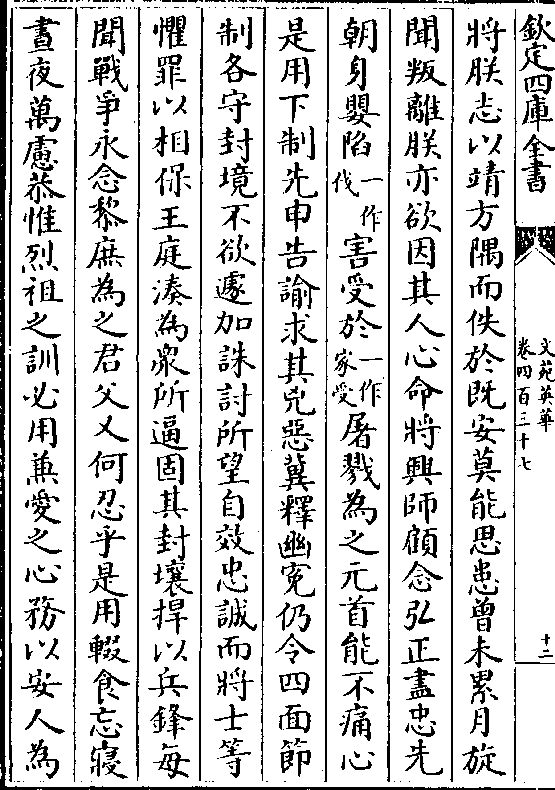 欽定四庫全書
文苑英華
卷四百三十七
十二
將朕志以靖方隅而佚於既安莫能思患曾未累月旋
聞叛離朕亦欲因其人心命將興師顧念弘正盡忠先
朝身嬰陷一作伐害受於一作家受屠戮為之元首能不痛心
是用下制先申告諭求其兇惡冀釋幽寃仍令四面節
制各守封境不欲遽加誅討所望自效忠誠而將士等
懼罪以相保王庭湊為衆所逼固其封壤捍以兵鋒每
聞戰爭永念黎庶為之君父又何忍乎是用輟食忘寢
晝夜萬慮恭惟烈祖之訓必用兼愛之心務以安人為